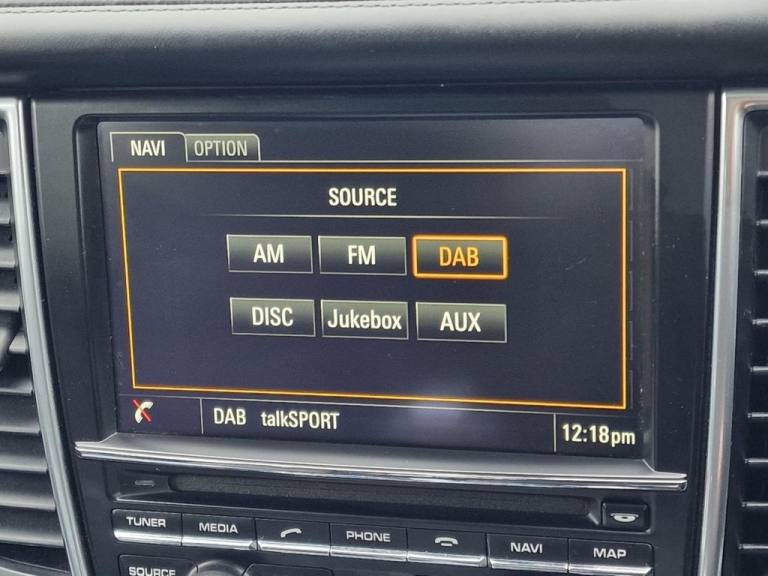 NAVI OPTION
SOURCE
AM FM DAB
DISC Jukebox AUX
DAB talkSPORT 12:18pm
TUNER MEDIA PHONE NAVI MAP
SOURCE